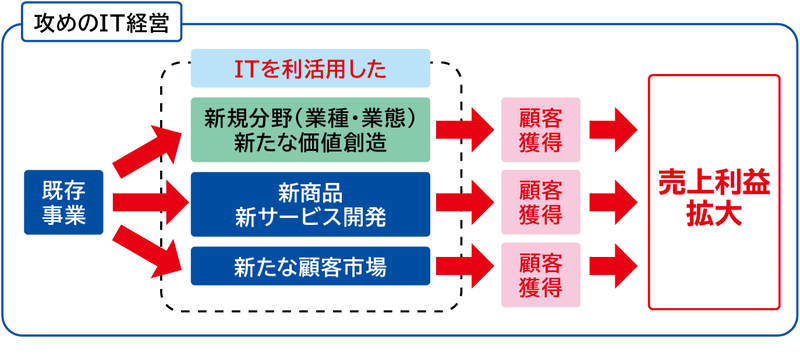 攻めのIT経営
ITを利活用した
既存
事業
新規分野（業種・業態）
新たな価値創造
顧客
獲得
新商品
新サービス開発
顧客
獲得
新たな顧客市場
顧客
獲得
売上利益
拡大